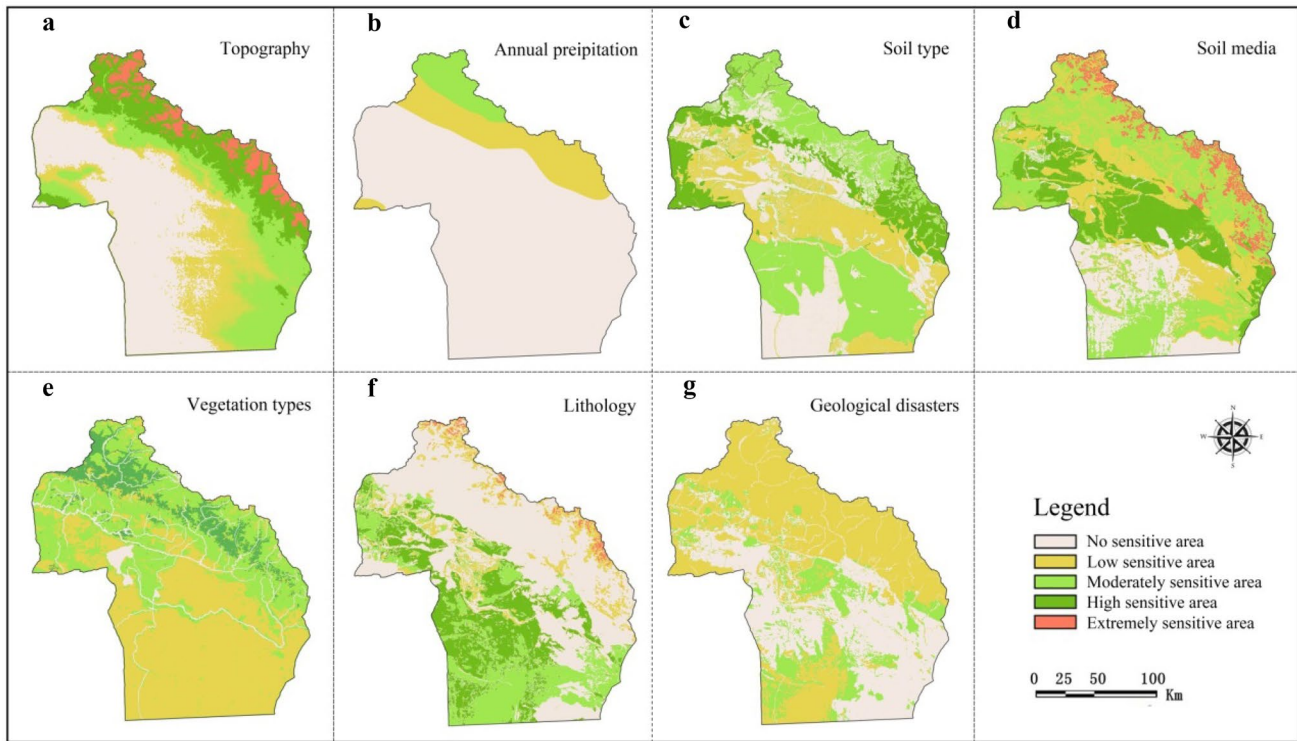 a
Topography
b
Annual preipitation
c
Soil type
d
Soil media
e
Vegetation types
f
Lithology
g
Geological disasters
N
W E
S
Legend
No sensitive area
Low sensitive area
Moderately sensitive area
High sensitive area
Extremely sensitive area
0 25 50 100
Km